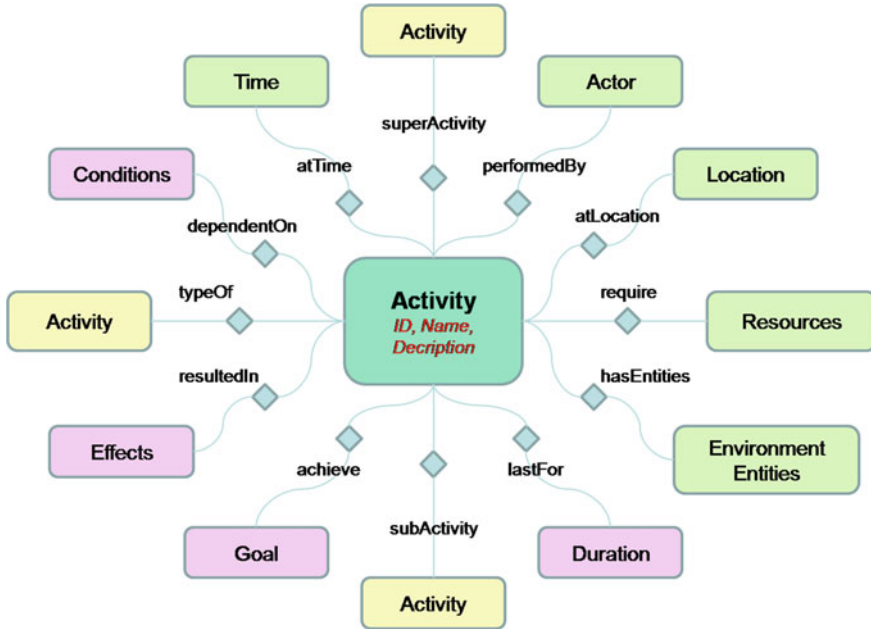 Activity
Time
Actor
superActivity
atTime
performedBy
Conditions
Location
dependentOn
atLocation
Activity
typeOf
Activity
ID, Name,
Decription
require
Resources
resultedIn
hasEntities
Effects
achieve
lastFor
Environment
Entities
subActivity
Goal
Duration
Activity